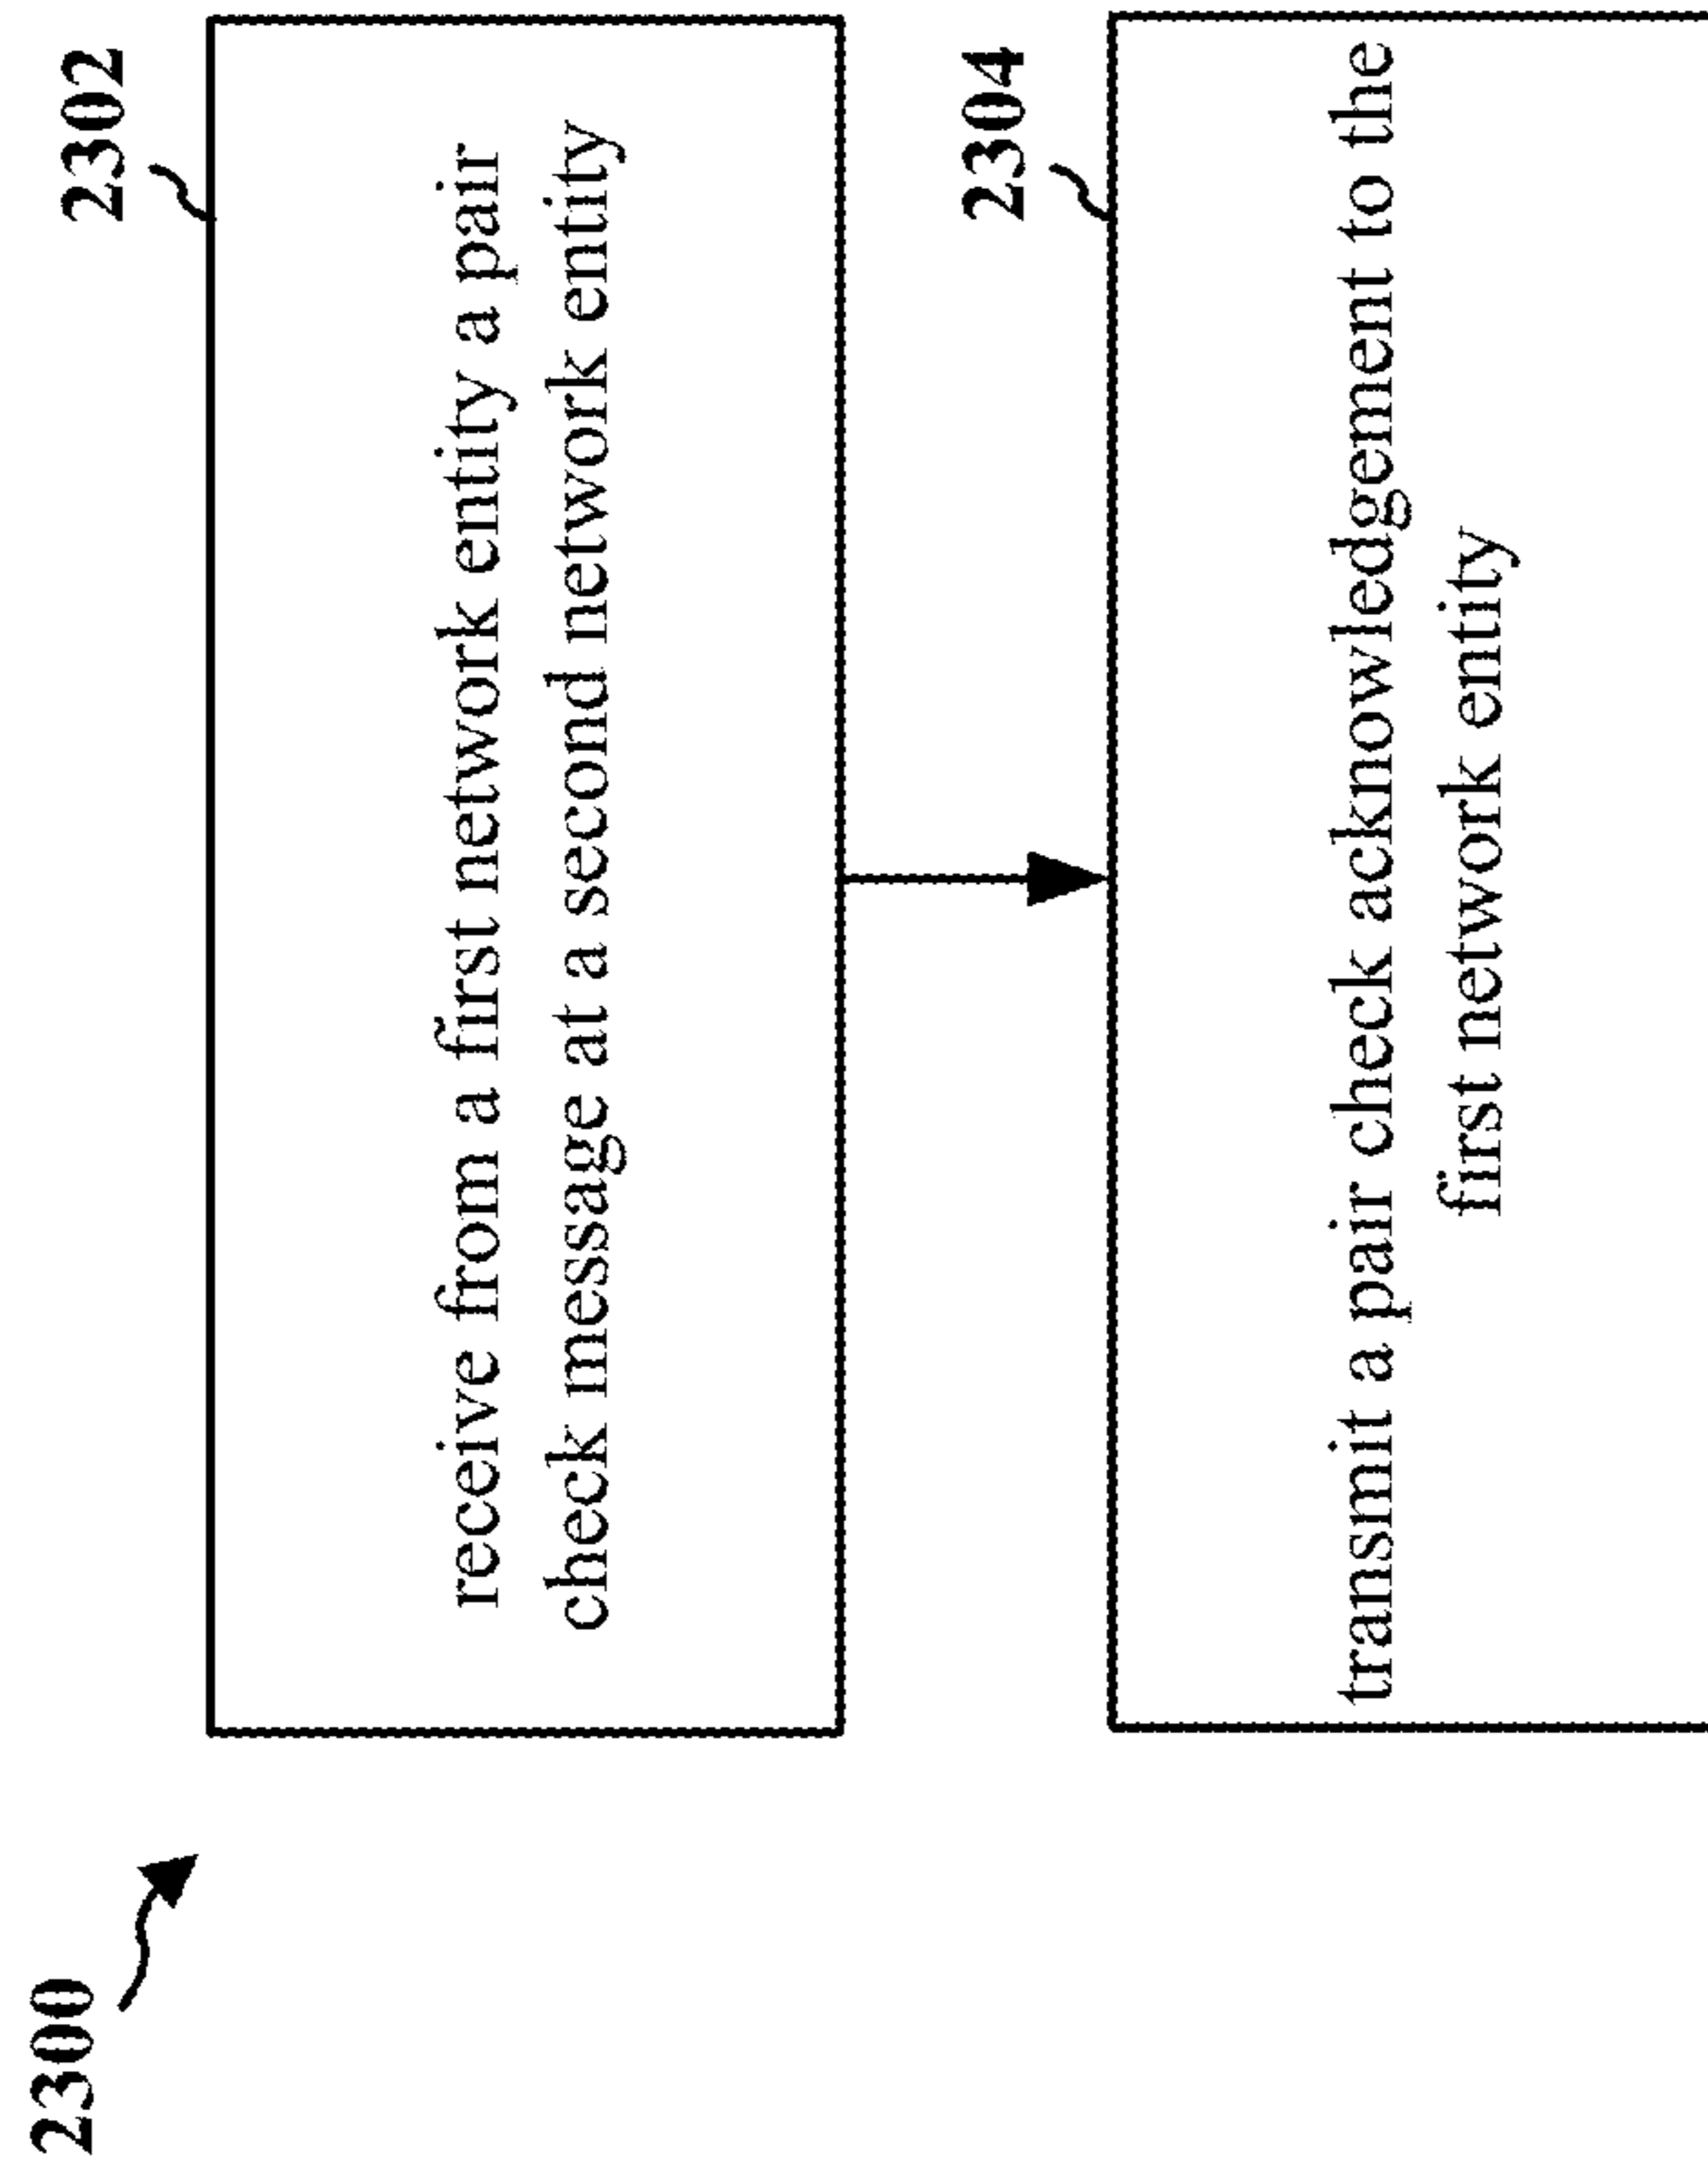 2300
2302
receive from a first network entity a pair
check message at a second network entity
2304
transmit a pair check acknowledgement to the
first network entity